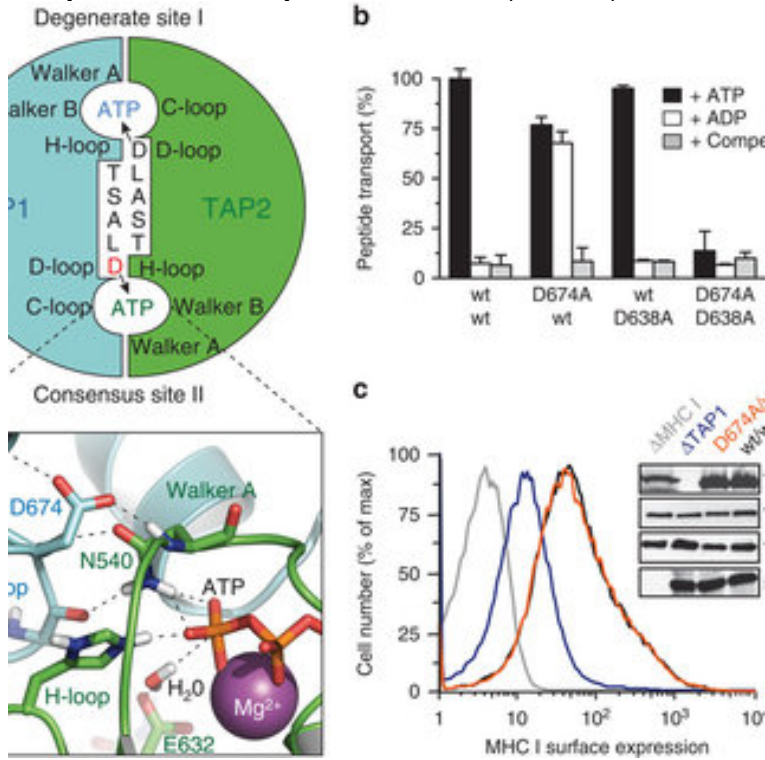 Degenerate site I
Walker A
Walker B
ATP
C-loop
H-loop
D
D-loop
T
L
S
A
A
S
L
T
D
TAP2
D-loop
H-loop
C-loop
ATP
Walker B
Walker A
Consensus site II
D674
Walker A
N540
ATP
H-loop
H₂0
Mg²⁺
E632
b
Peptide transport (%)
100
75
50
25
0
+ ATP
+ ADP
wt D674A wt D674A
wt wt D638A D638A
c
Cell number (% of max)
100
75
50
25
0
1 10 10² 10³
MHC I surface expression
ΔMHC I
ΔTAP1